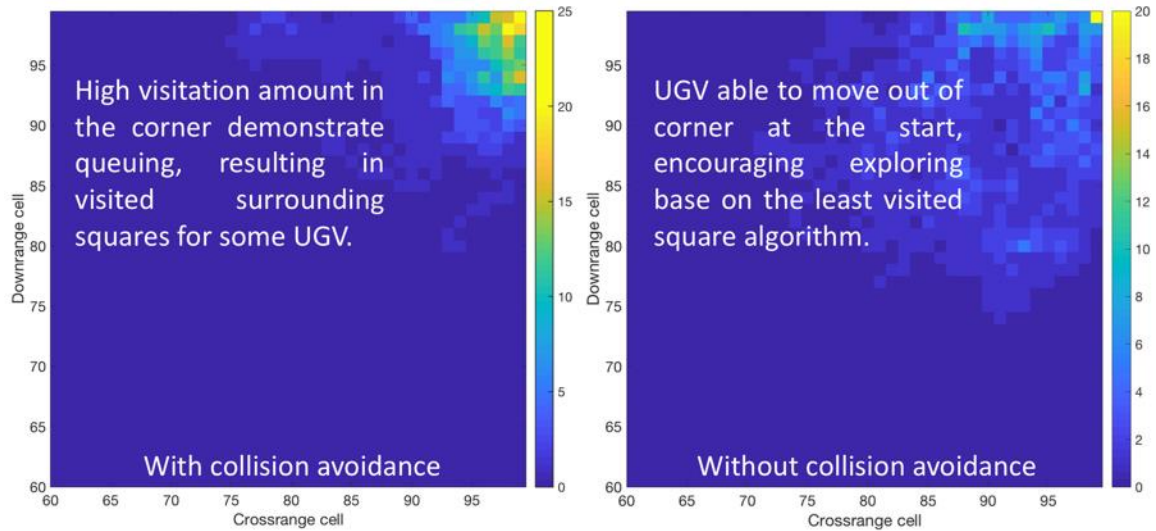 25
20
15
10
5
0
95
90
85
80
75
70
65
60
Downrange cell
High visitation amount in
the corner demonstrate
queuing, resulting in
visited surrounding
squares for some UGV.
With collision avoidance
60 65 70 75 80 85 90 95
Crossrange cell
20
18
16
14
12
10
8
6
4
2
0
95
90
85
80
75
70
65
60
Downrange cell
UGV able to move out of
corner at the start,
encouraging exploring
base on the least visited
square algorithm.
Without collision avoidance
60 65 70 75 80 85 90 95
Crossrange cell